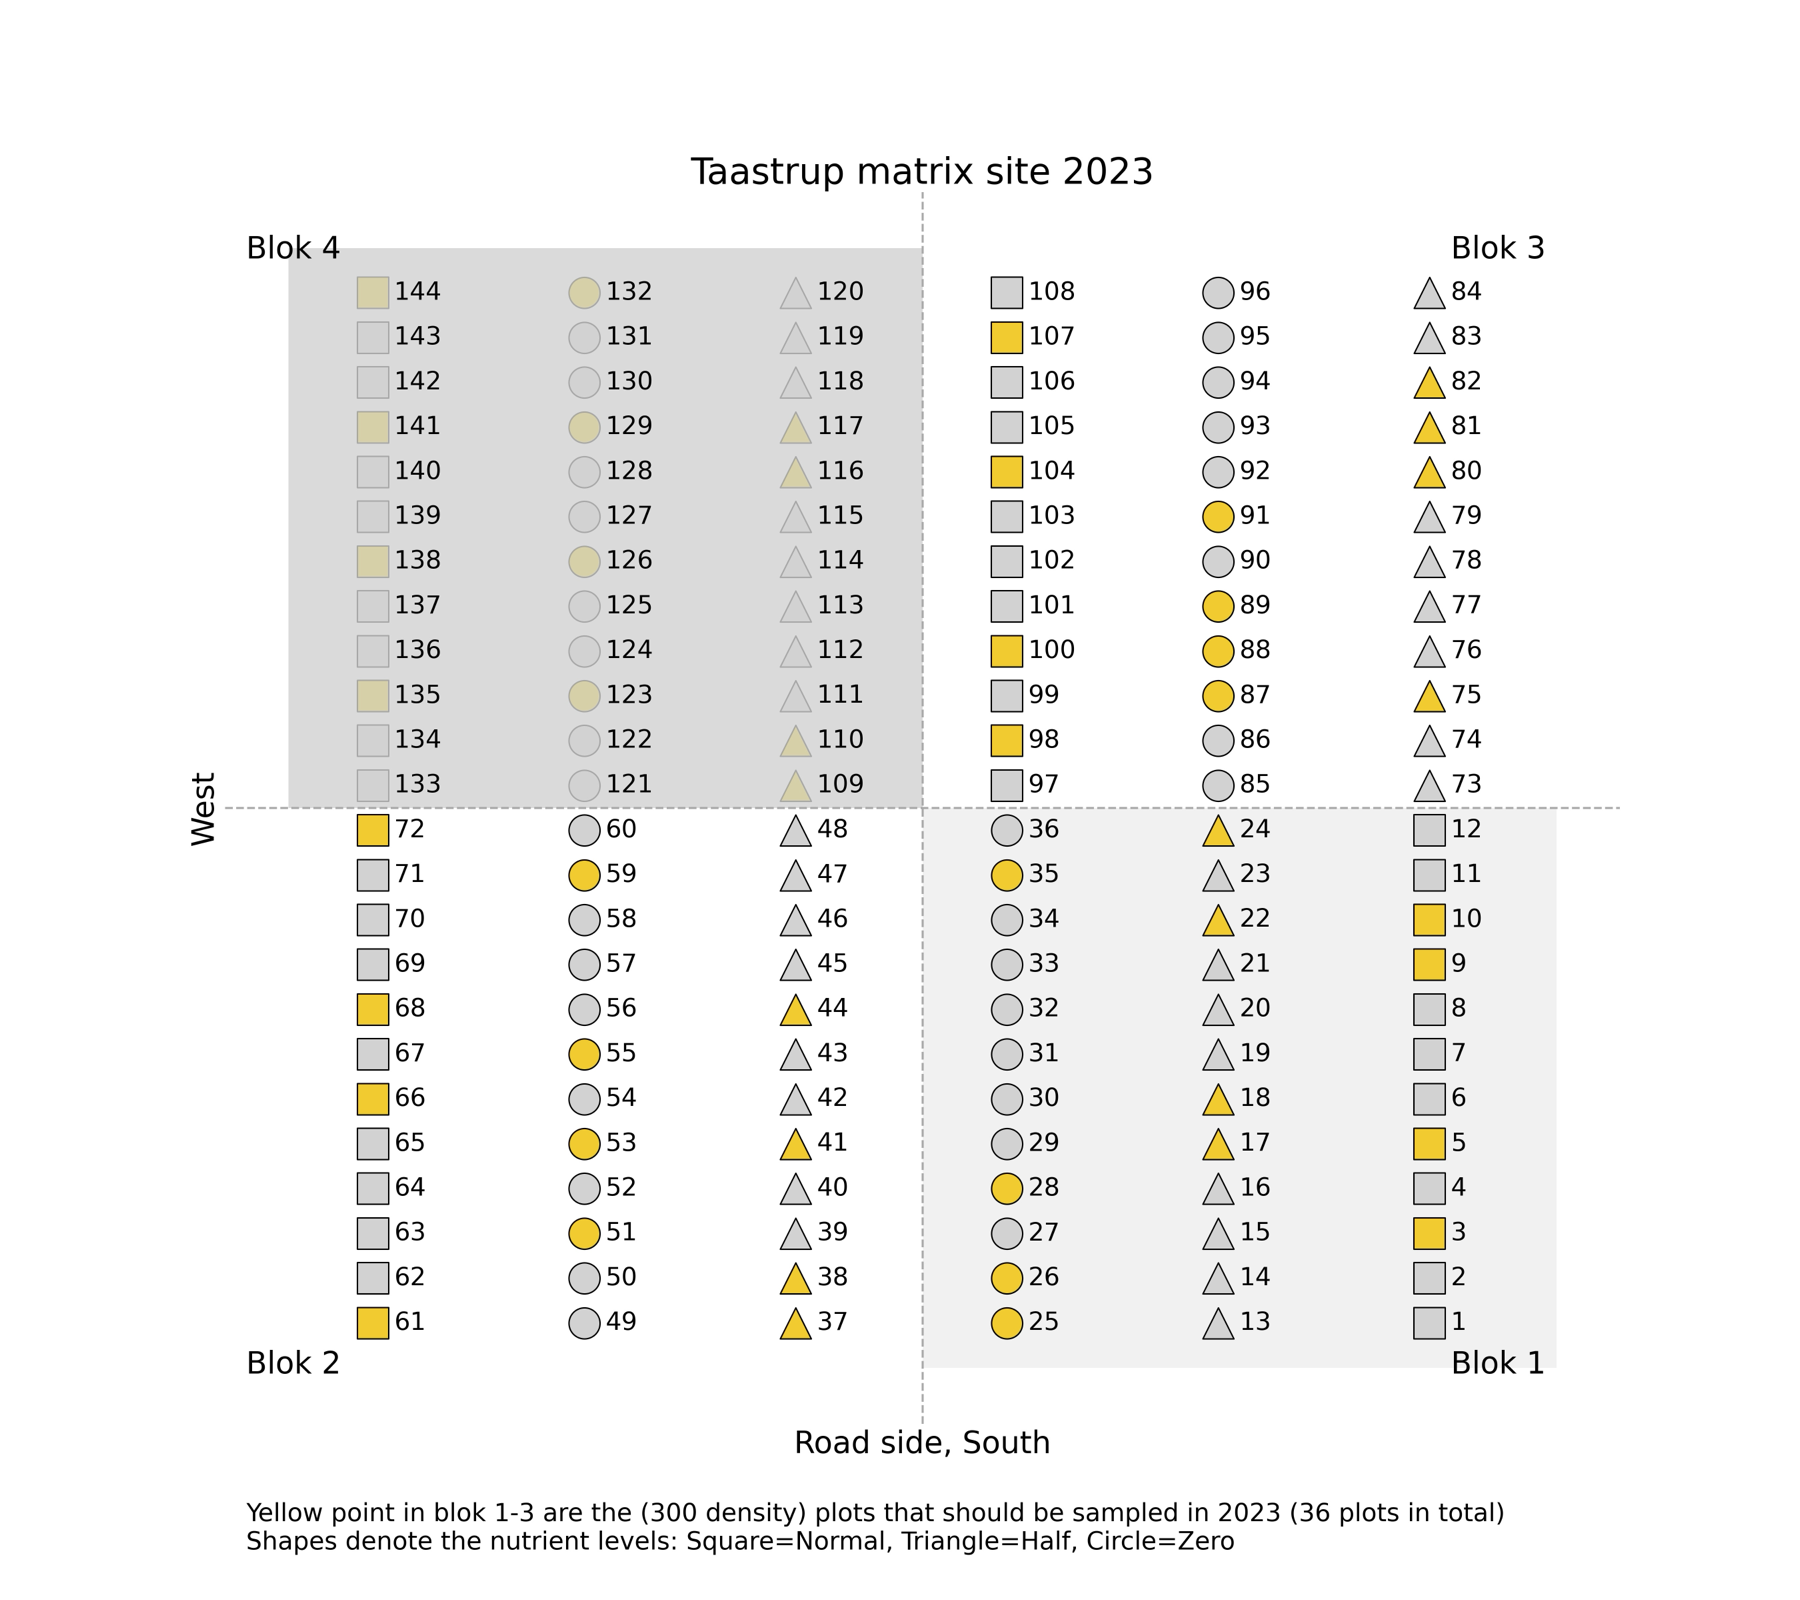 Taastrup matrix site 2023
Blok 4 Blok 3
144 132 120 108 96 84
143 131 119 107 95 83
142 130 118 106 94 82
141 129 117 105 93 81
140 128 116 104 92 80
139 127 115 103 91 79
138 126 114 102 90 78
137 125 113 101 89 77
136 124 112 100 88 76
135 123 111 99 87 75
134 122 110 98 86 74
133 121 109 97 85 73
West
72 60 48 36 24 12
71 59 47 35 23 11
70 58 46 34 22 10
69 57 45 33 21 9
68 56 44 32 20 8
67 55 43 31 19 7
66 54 42 30 18 6
65 53 41 29 17 5
64 52 40 28 16 4
63 51 39 27 15 3
62 50 38 26 14 2
61 49 37 25 13 1
Blok 2 Blok 1
Road side, South
Yellow point in blok 1-3 are the (300 density) plots that should be sampled in 2023 (36 plots in total)
Shapes denote the nutrient levels: Square=Normal, Triangle=Half, Circle=Zero